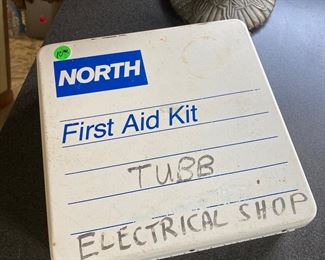 NORTH
First Aid Kit
TUBB
ELECTRICAL SHOP